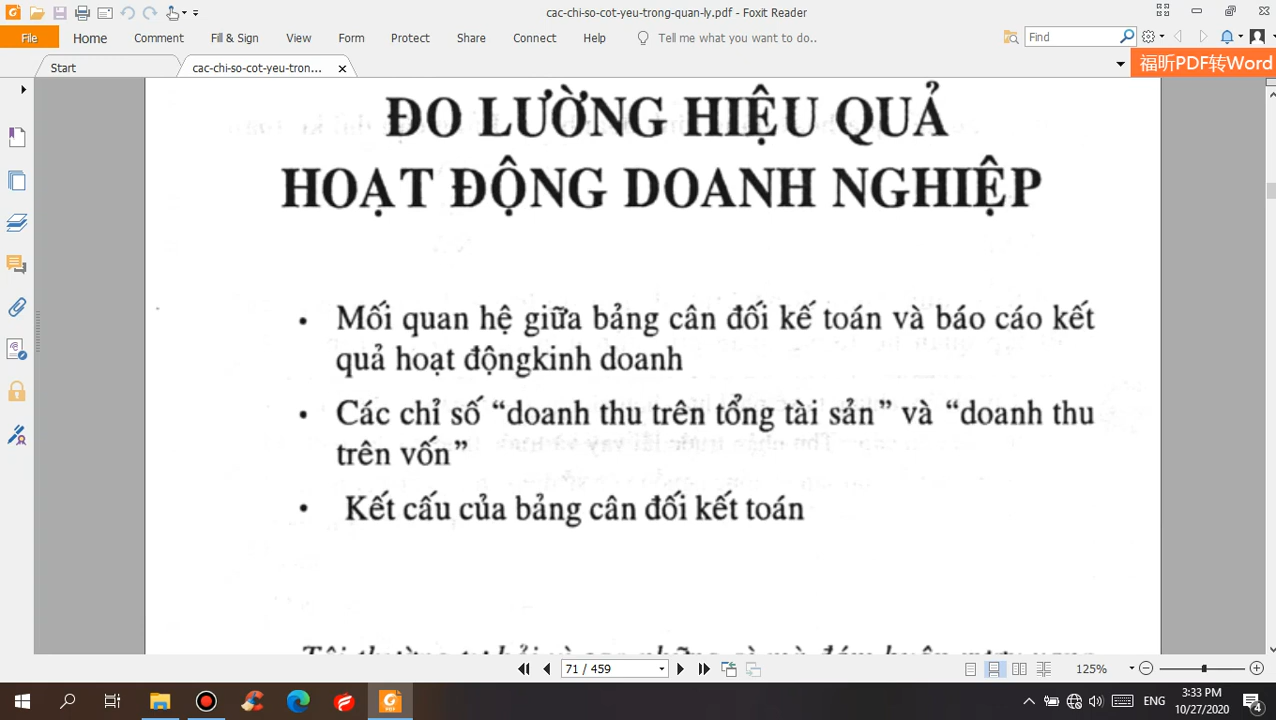 cac-chi-so-cot-yeu-trong-quan-ly.pdf - Foxit Reader
File Home Comment Fill & Sign View Form Protect Share Connect Help Tell me what you want to do.. Find
Start cac-chi-so-cot-yeu-tron... 福昕PDF转Word
ĐO LƯỜNG HIỆU QUẢ
HOẠT ĐỘNG DOANH NGHIỆP
• Mối quan hệ giữa bảng cân đối kế toán và báo cáo kết
quả hoạt độngkinh doanh
• Các chỉ số “doanh thu trên tổng tài sản” và “doanh thu
trên vốn”
• Kết cấu của bảng cân đối kết toán
71 / 459 125%
ENG 3:33 PM
10/27/2020 4